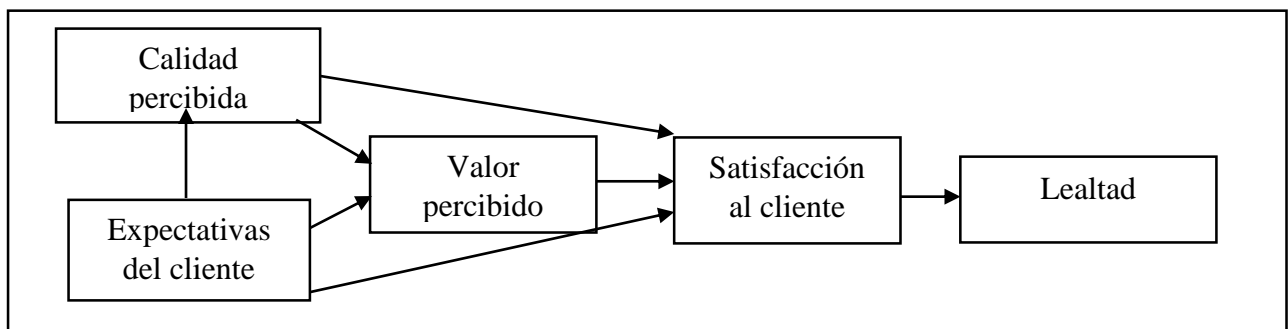 Calidad
percibida
Valor
percibido
Satisfacción
al cliente
Lealtad
Expectativas
del cliente